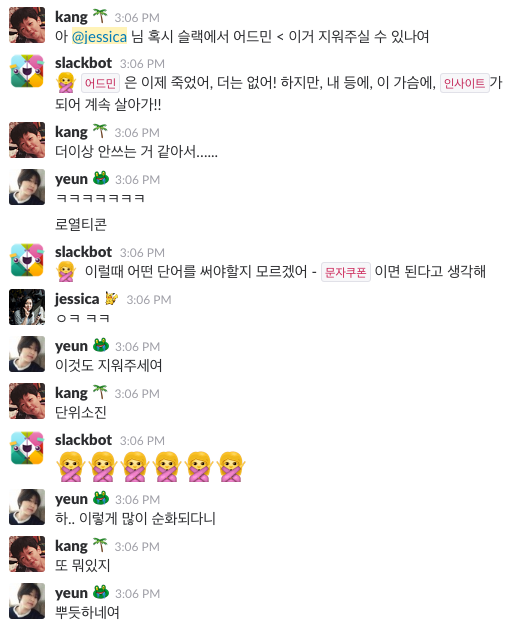 kang 3:06 PM
아 @jessica 님 혹시 슬랙에서 어드민 < 이거 지워주실 수 있나여
slackbot 3:06 PM
어드민 은 이제 죽었어, 더는 없어! 하지만, 내 등에, 이 가슴에, 인사이트가
되어 계속 살아가!!
kang 3:06 PM
더이상 안쓰는 거 같아서......
yeun 3:06 PM
ㅋㅋㅋㅋㅋㅋㅋ
로열티콘
slackbot 3:06 PM
이럴때 어떤 단어를 써야할지 모르겠어 - 문자쿠폰 이면 된다고 생각해
jessica 3:06 PM
ㅇㅋ ㅋㅋ
yeun 3:06 PM
이것도 지워주세여
kang 3:06 PM
단위소진
slackbot 3:06 PM
yeun 3:06 PM
하.. 이렇게 많이 순화되다니
kang 3:06 PM
또 뭐있지
yeun 3:06 PM
뿌듯하네여